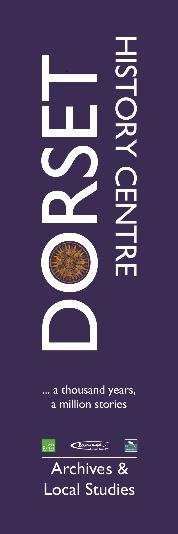 DORSET
HISTORY CENTRE
... a thousand years,
a million stories
Archives &
Local Studies